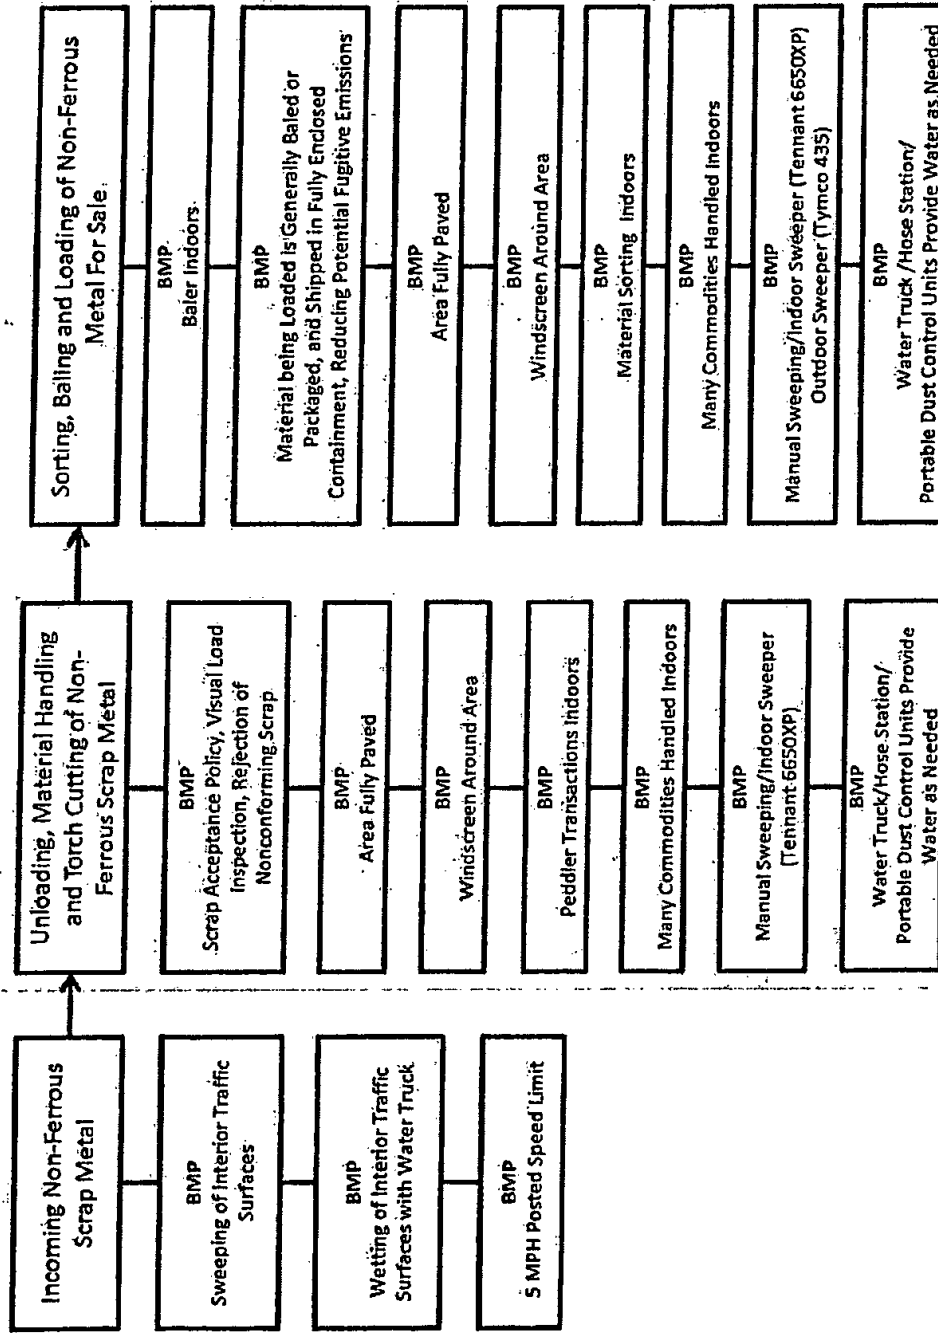 Incoming Non-Ferrous
Scrap Metal
BMP
Sweeping of Interior Traffic
Surfaces
BMP
Wetting of Interior Traffic
Surfaces with Water Truck
BMP
5 MPH Posted Speed Limit
Unloading, Material Handling
and Torch Cutting of Non-
Ferrous Scrap Metal
BMP
Scrap Acceptance Policy, Visual Load
Inspection, Rejection of
Nonconforming Scrap
BMP
Area Fully Paved
BMP
Windscreen Around Area
BMP
Peddler Transactions Indoors
BMP
Many Commodities Handled Indoors
BMP
Manual Sweeping/Indoor Sweeper
(Tennant 6650XP)
BMP
Water Truck/Hose Station/
Portable Dust Control Units Provide
Water as Needed
Sorting, Baling and Loading of Non-Ferrous
Metal For Sale
BMP
Baler Indoors
BMP
Material being Loaded is Generally Baled or
Packaged, and Shipped in Fully Enclosed
Containment, Reducing Potential Fugitive Emissions
BMP
Area Fully Paved
BMP
Windscreen Around Area
BMP
Material Sorting Indoors
BMP
Many Commodities Handled Indoors
BMP
Manual Sweeping/Indoor Sweeper (Tennant 6650XP)
Outdoor Sweeper (Tymco 435)
BMP
Water Truck /Hose Station/
Portable Dust Control Units Provide Water as Needed